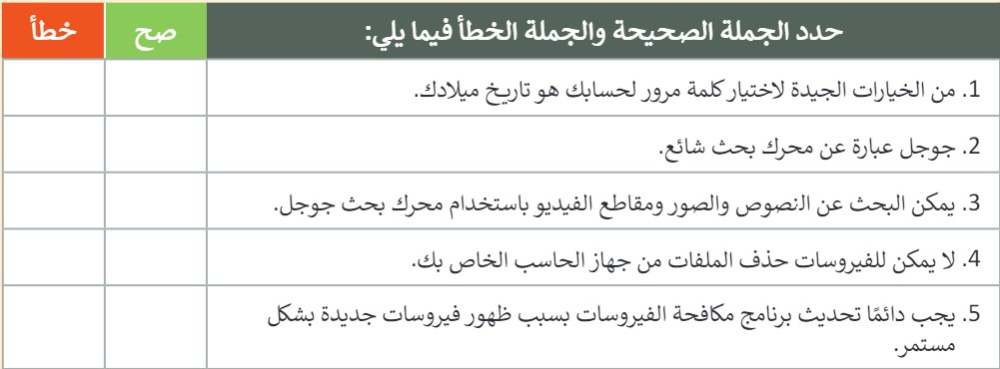 حدد الجملة الصحيحة والجملة الخطأ فيما يلي: صح خطأ
1. من الخيارات الجيدة لاختيار كلمة مرور لحسابك هو تاريخ ميلادك.
2. جوجل عبارة عن محرك بحث شائع.
3. يمكن البحث عن النصوص والصور ومقاطع الفيديو باستخدام محرك بحث جوجل.
4. لا يمكن للفيروسات حذف الملفات من جهاز الحاسب الخاص بك.
5. يجب دائمًا تحديث برنامج مكافحة الفيروسات بسبب ظهور فيروسات جديدة بشكل
مستمر.